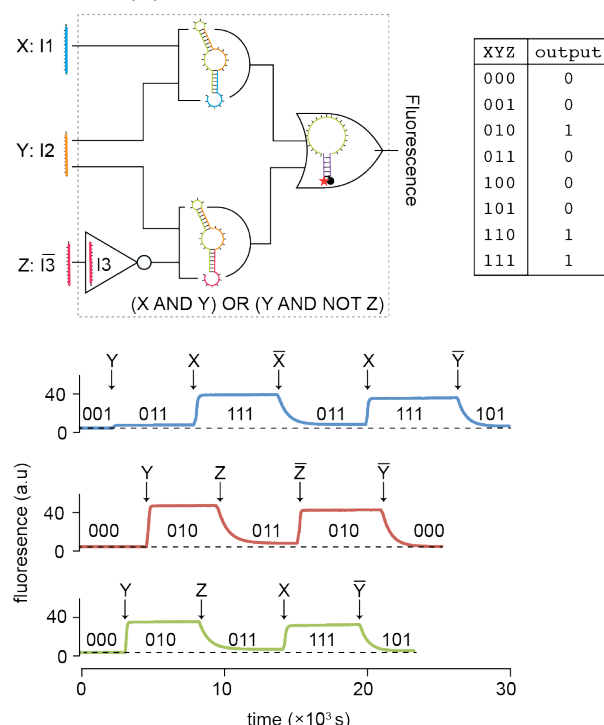 X: I1
Y: I2
Z: I̅3̅
I3
Fluorescence
(X AND Y) OR (Y AND NOT Z)
XYZ output
000 0
001 0
010 1
011 0
100 0
101 0
110 1
111 1
Y X X̅ X Y̅
40
001 011 111 011 111 101
0
Y Z Z̅ Y̅
40
000 010 011 010 000
0
Y Z X Y̅
40
000 010 011 111 101
0
fluoresence (a.u)
0 10 20 30
time (×10³ s)